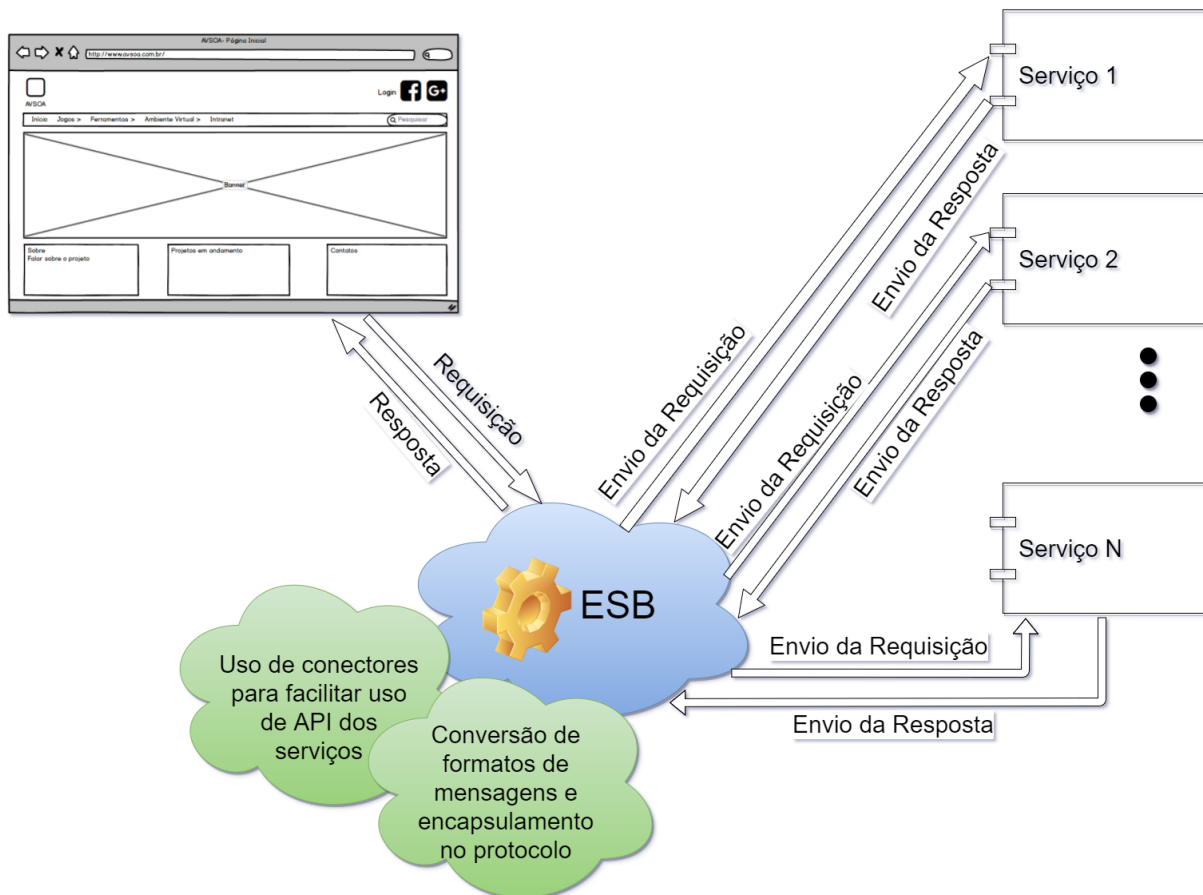 AVSOA- Página Inicial
http://www.avsoa.com.br/
AVSOA
Login
G+
Início Jogos > Ferramentas > Ambiente Virtual > Intranet Pesquisar
Banner
Sobre
Falar sobre o projeto
Projetos em andamento
Contatos
Requisição
Resposta
Envio da Requisição
Envio da Resposta
Envio da Requisição
Envio da Resposta
Serviço 1
Serviço 2
Serviço N
ESB
Envio da Requisição
Envio da Resposta
Uso de conectores
para facilitar uso
de API dos
serviços
Conversão de
formatos de
mensagens e
encapsulamento
no protocolo